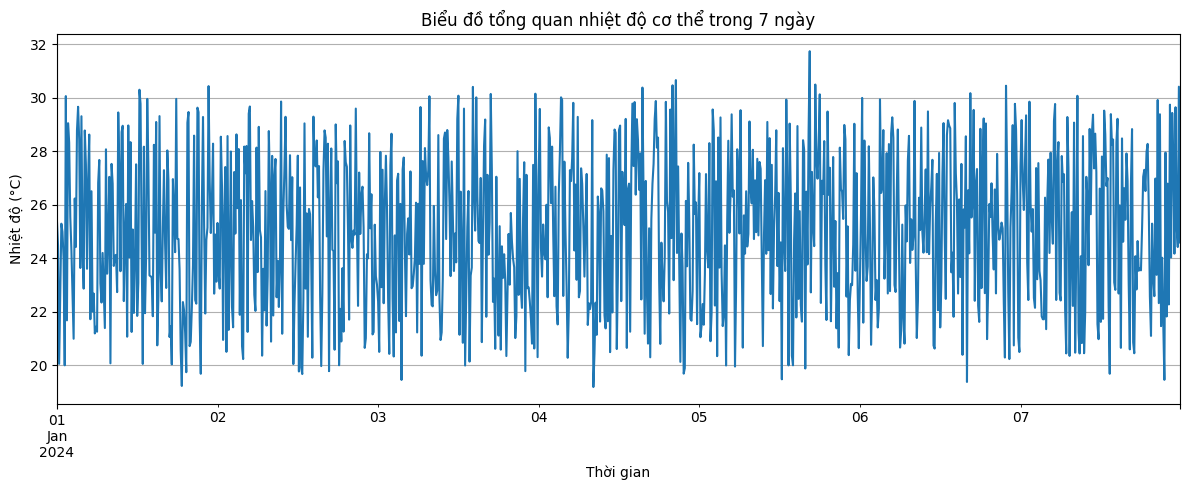 Biểu đồ tổng quan nhiệt độ cơ thể trong 7 ngày
Nhiệt độ (°C)
32
30
28
26
24
22
20
01 02 03 04 05 06 07
Jan
2024
Thời gian